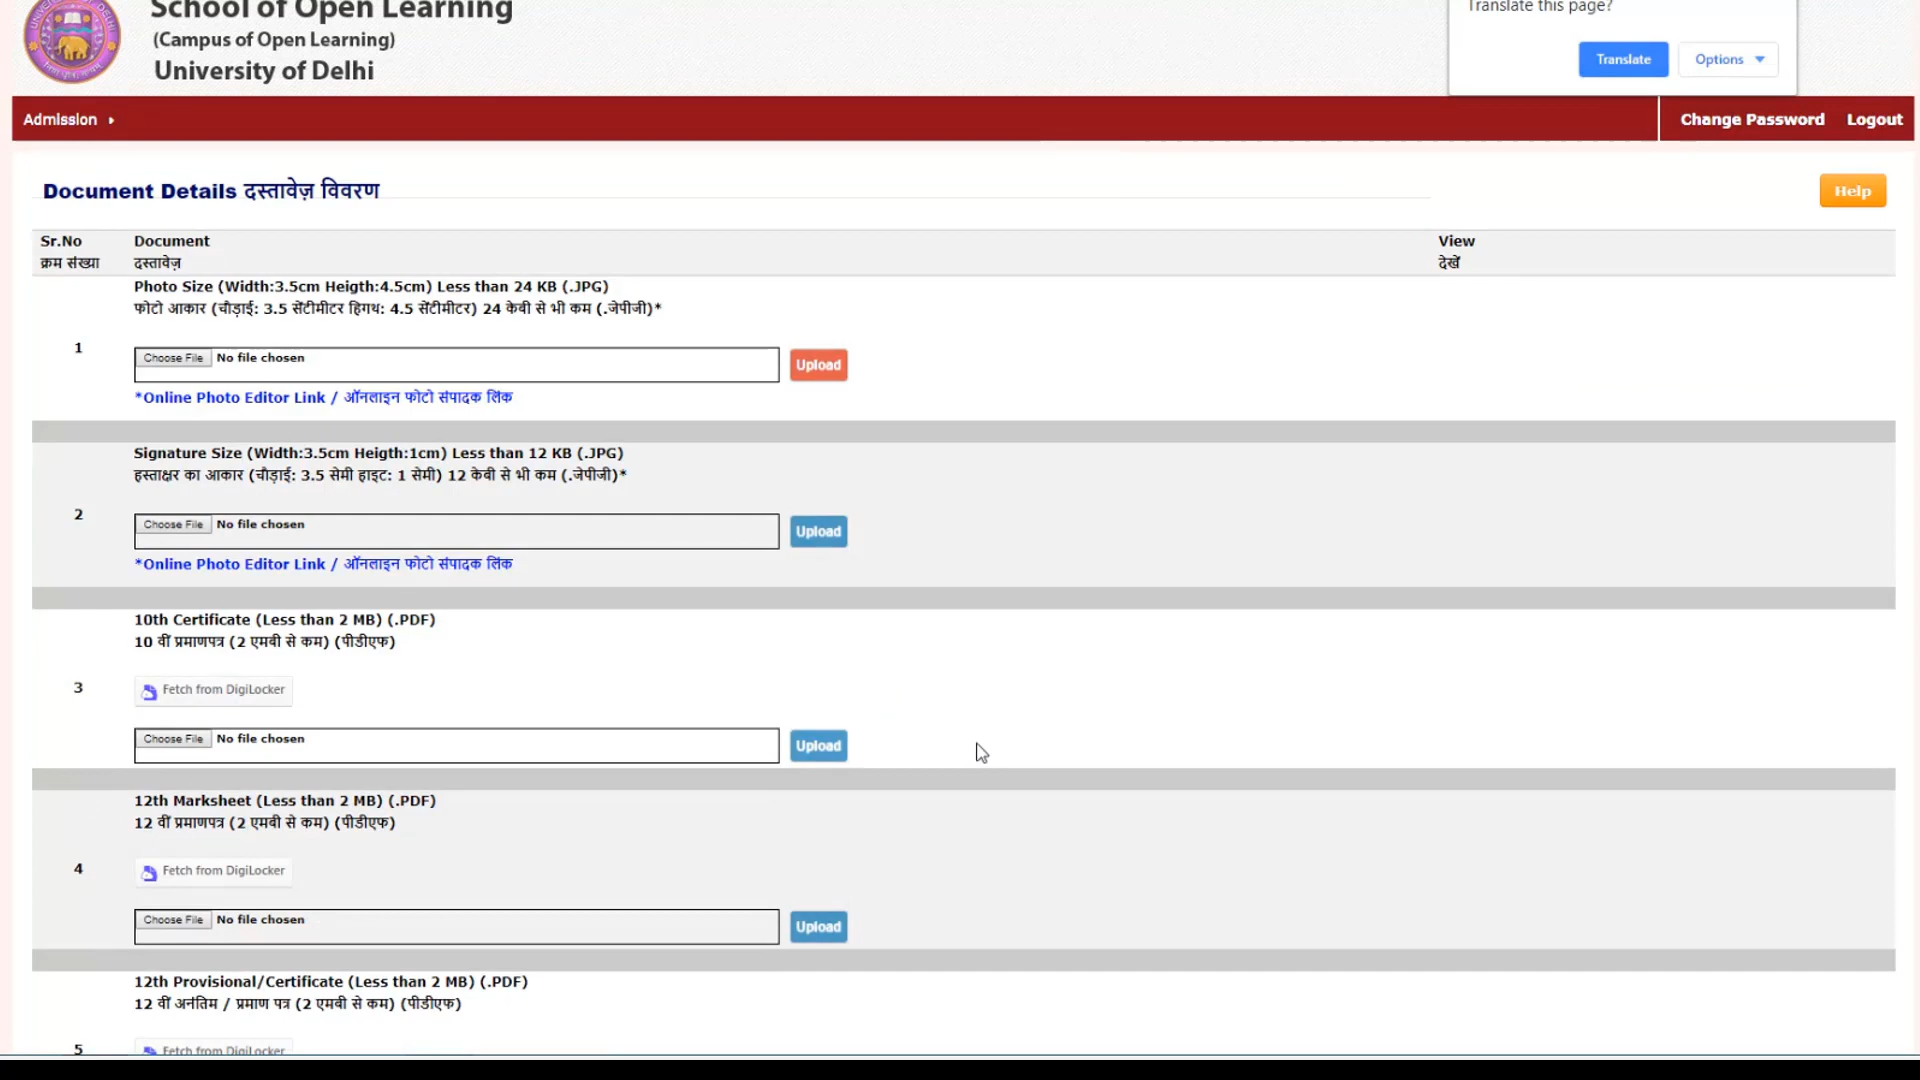 School of Open Learning
(Campus of Open Learning)
University of Delhi
Translate this page?
Translate
Options
Admission
Change Password
Logout
Document Details दस्तावेज़ विवरण
Help
Sr.No
क्रम संख्या
Document
दस्तावेज़
View
देखें
Photo Size (Width:3.5cm Heigth:4.5cm) Less than 24 KB (.JPG)
फोटो आकार (चौड़ाई: 3.5 सेंटीमीटर हिगथ: 4.5 सेंटीमीटर) 24 केबी से भी कम (.जेपीजी)*
1
Choose File No file chosen
Upload
*Online Photo Editor Link / ऑनलाइन फोटो संपादक लिंक
Signature Size (Width:3.5cm Heigth:1cm) Less than 12 KB (.JPG)
हस्ताक्षर का आकार (चौड़ाई: 3.5 सेमी हाइट: 1 सेमी) 12 केबी से भी कम (.जेपीजी)*
2
Choose File No file chosen
Upload
*Online Photo Editor Link / ऑनलाइन फोटो संपादक लिंक
10th Certificate (Less than 2 MB) (.PDF)
10 वीं प्रमाणपत्र (2 एमबी से कम) (पीडीएफ)
3
Fetch from DigiLocker
Choose File No file chosen
Upload
12th Marksheet (Less than 2 MB) (.PDF)
12 वीं प्रमाणपत्र (2 एमबी से कम) (पीडीएफ)
4
Fetch from DigiLocker
Choose File No file chosen
Upload
12th Provisional/Certificate (Less than 2 MB) (.PDF)
12 वीं अनंतिम / प्रमाण पत्र (2 एमबी से कम) (पीडीएफ)
5
Fetch from DigiLocker